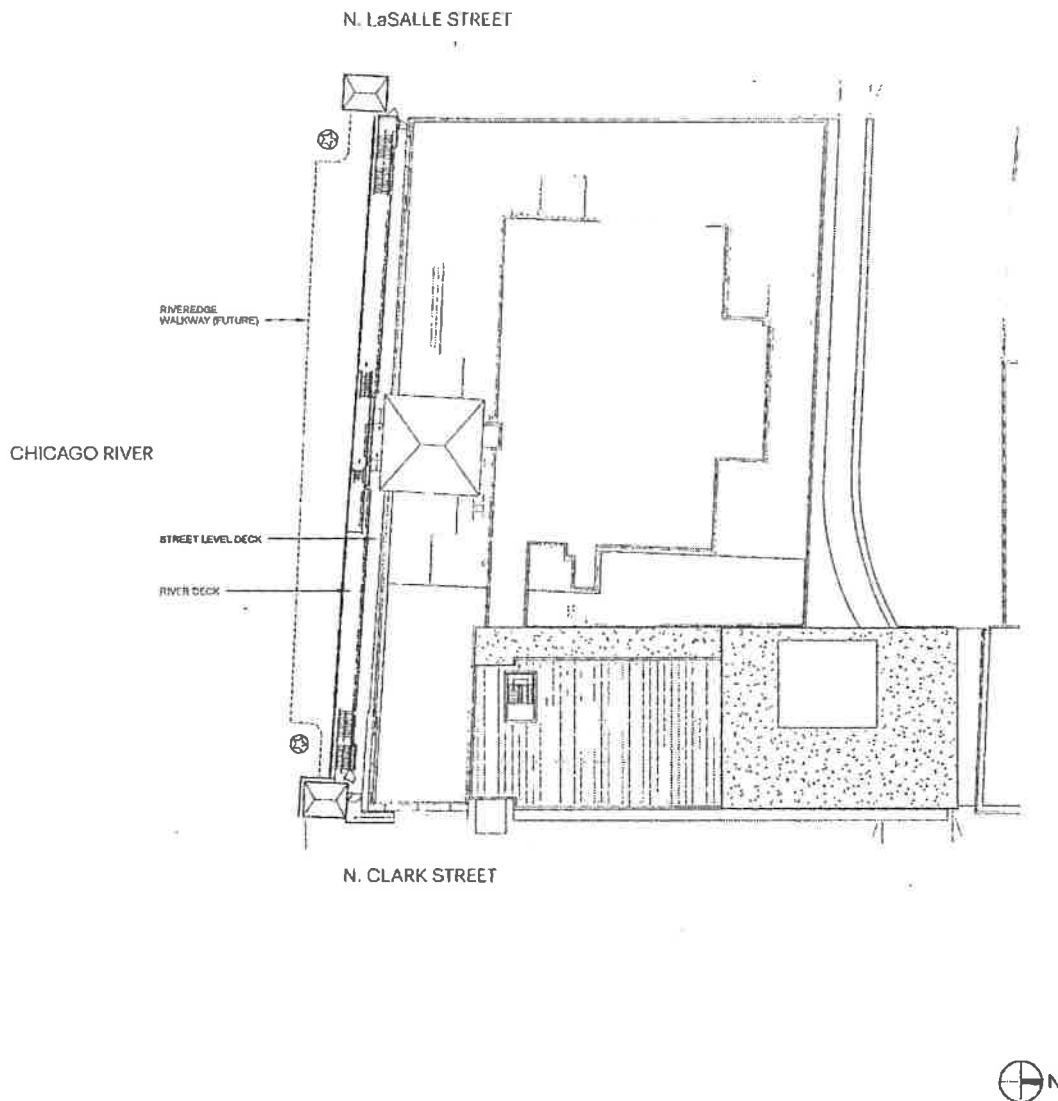 N. LaSALLE STREET
RIVEREDGE
WALKWAY (FUTURE)
CHICAGO RIVER
STREET LEVEL DECK
RIVER DECK
N. CLARK STREET
N